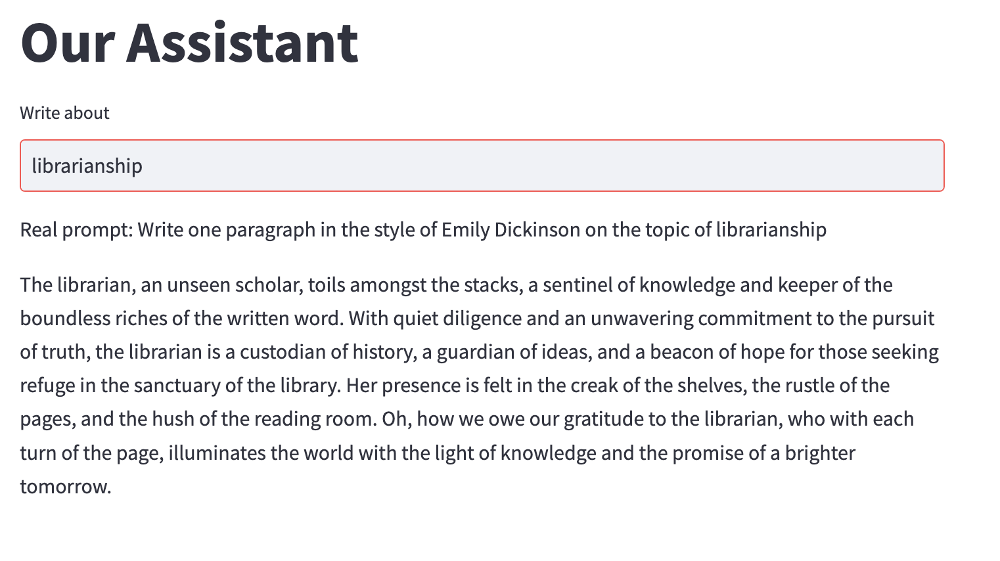 Our Assistant
Write about
librarianship
Real prompt: Write one paragraph in the style of Emily Dickinson on the topic of librarianship
The librarian, an unseen scholar, toils amongst the stacks, a sentinel of knowledge and keeper of the
boundless riches of the written word. With quiet diligence and an unwavering commitment to the pursuit
of truth, the librarian is a custodian of history, a guardian of ideas, and a beacon of hope for those seeking
refuge in the sanctuary of the library. Her presence is felt in the creak of the shelves, the rustle of the
pages, and the hush of the reading room. Oh, how we owe our gratitude to the librarian, who with each
turn of the page, illuminates the world with the light of knowledge and the promise of a brighter
tomorrow.